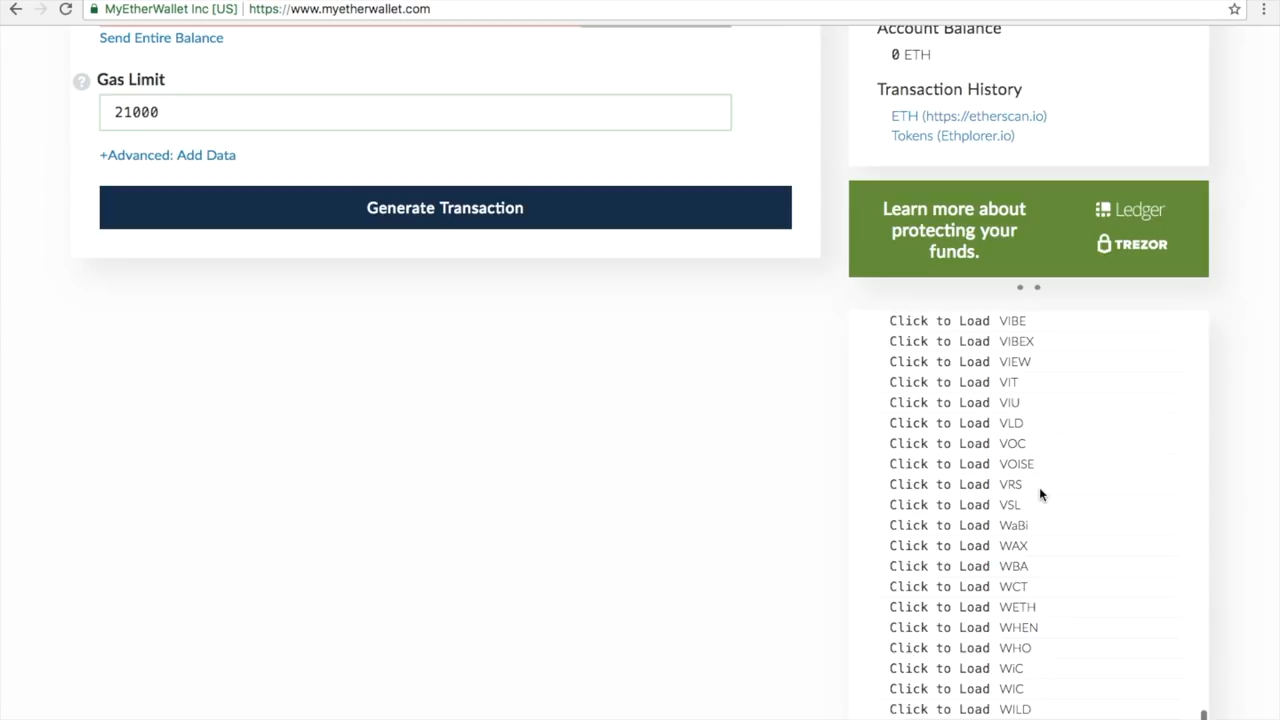 MyEtherWallet Inc [US] | https://www.myetherwallet.com
Send Entire Balance
? Gas Limit
21000
+Advanced: Add Data
Generate Transaction
Account Balance
0 ETH
Transaction History
ETH (https://etherscan.io)
Tokens (Ethplorer.io)
Learn more about
protecting your
funds.
Ledger
TREZOR
Click to Load VIBE
Click to Load VIBEX
Click to Load VIEW
Click to Load VIT
Click to Load VIU
Click to Load VLD
Click to Load VOC
Click to Load VOISE
Click to Load VRS
Click to Load VSL
Click to Load WaBi
Click to Load WAX
Click to Load WBA
Click to Load WCT
Click to Load WETH
Click to Load WHEN
Click to Load WHO
Click to Load WiC
Click to Load WIC
Click to Load WILD